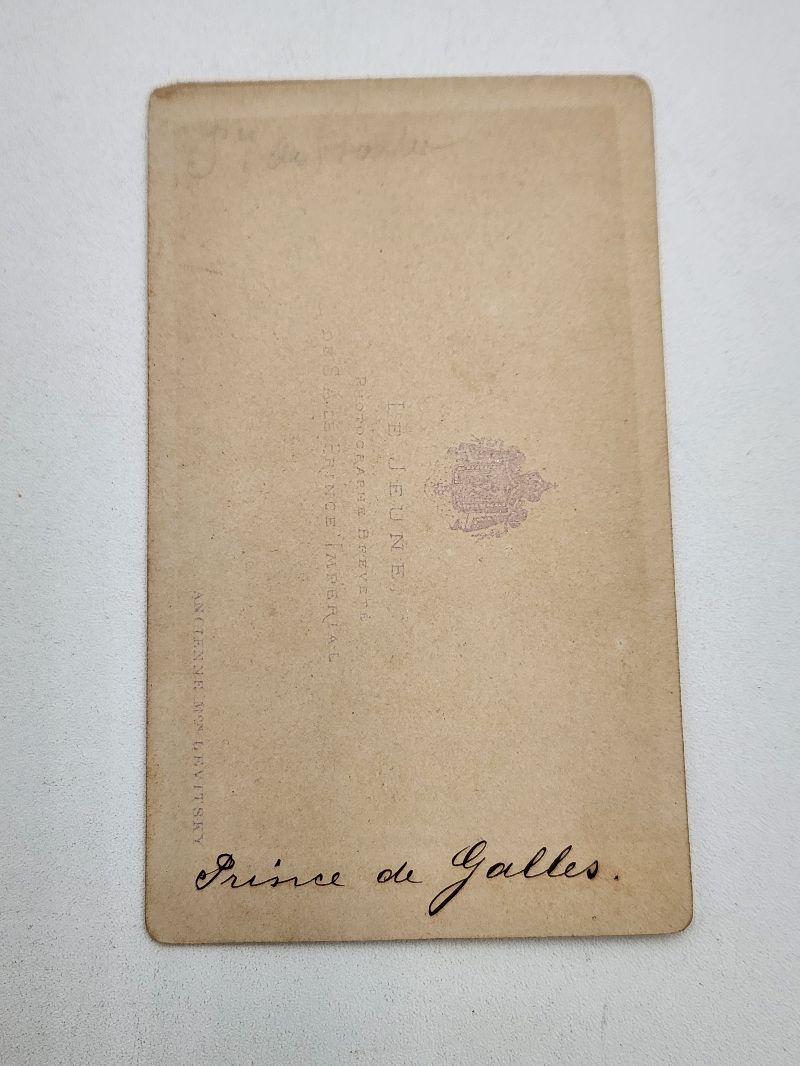 LE JEUNE,
PHOTOGRAPHE BREVETÉ
DE S.A. LE PRINCE IMPÉRIAL
ANCIENNE MON LEVITSKY
Prince de Galles.